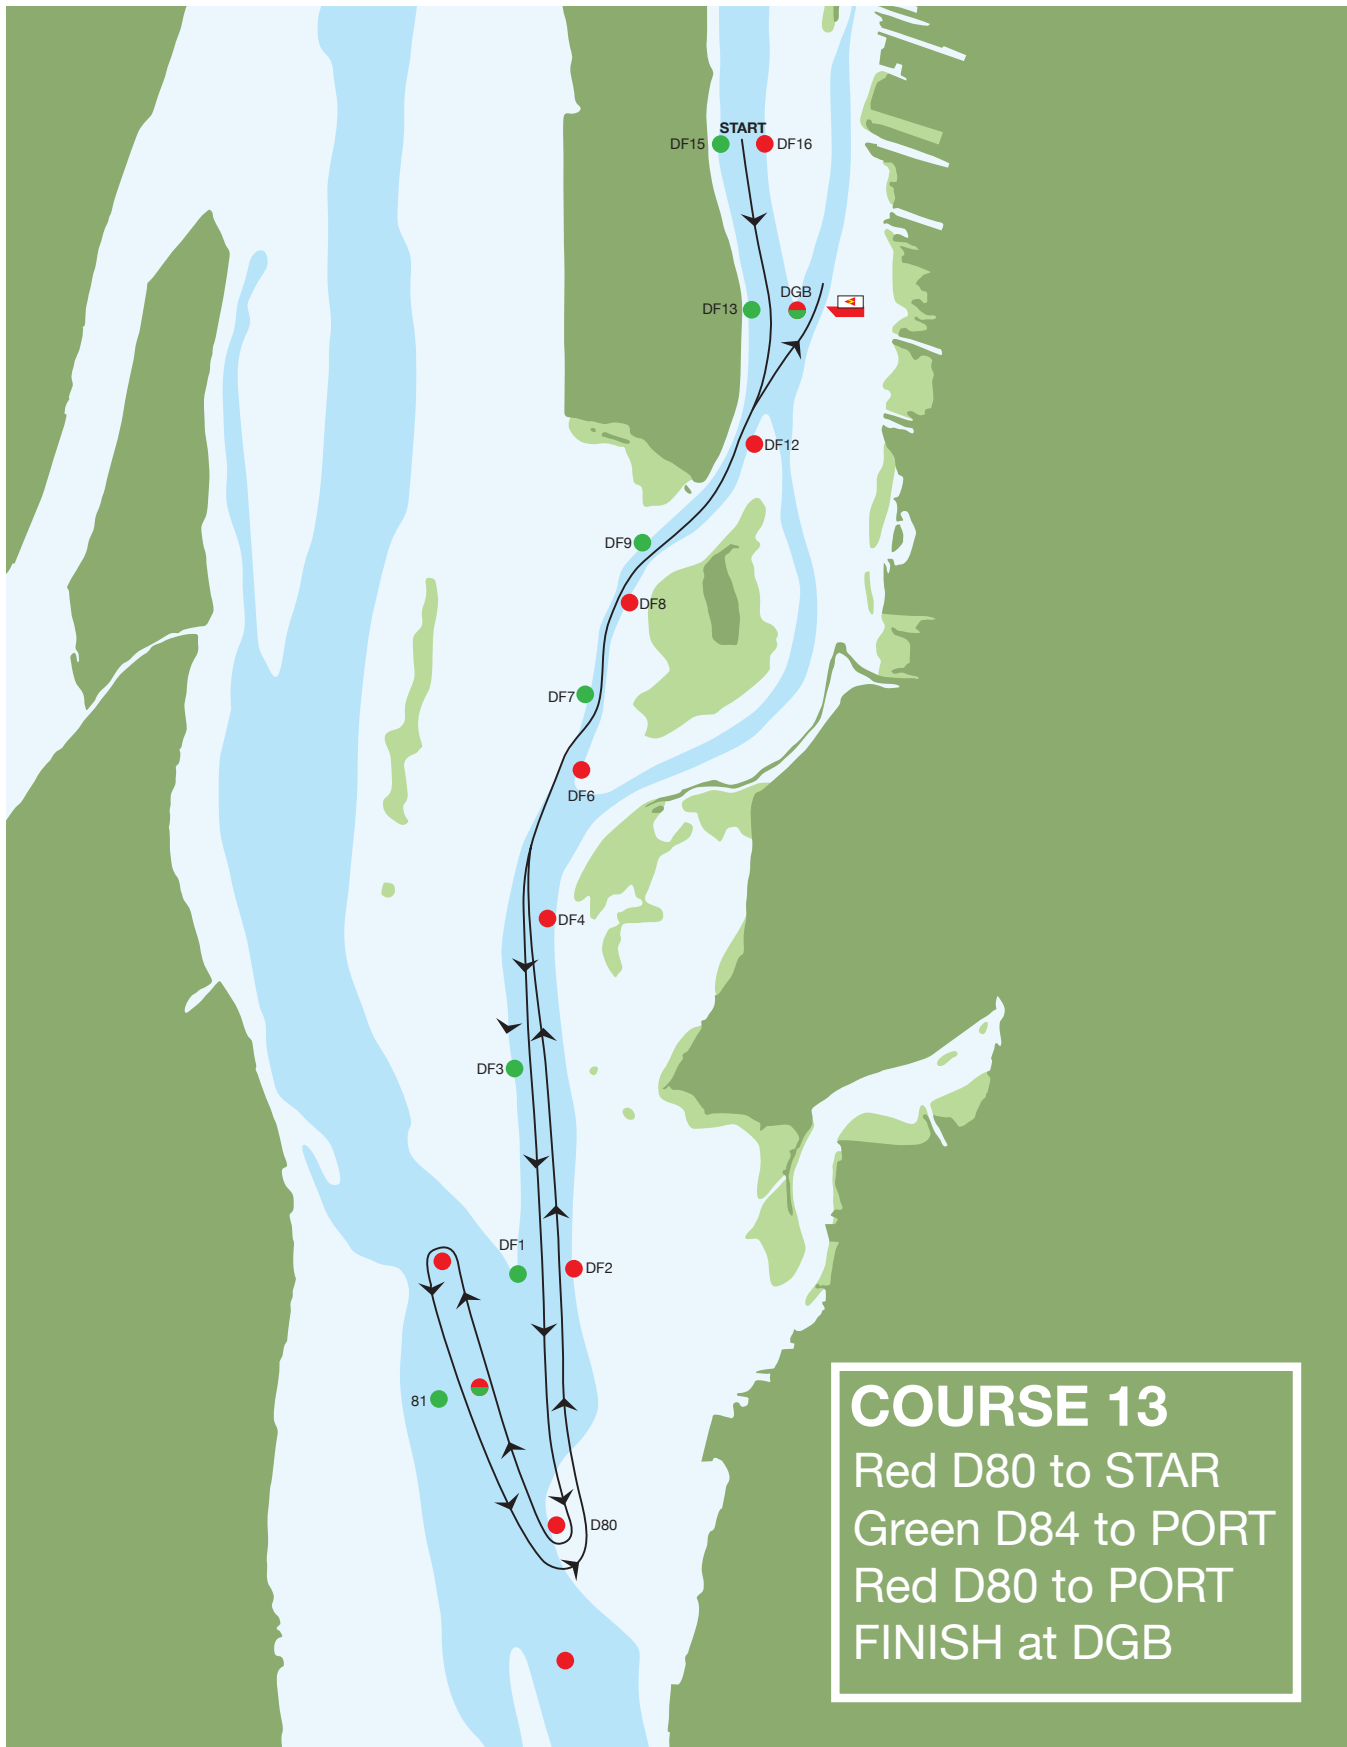 START
DF15
DF16
DGB
DF13
DF12
DF9
DF8
DF7
DF6
DF4
DF3
DF1
DF2
81
D80
COURSE 13
Red D80 to STAR
Green D84 to PORT
Red D80 to PORT
FINISH at DGB